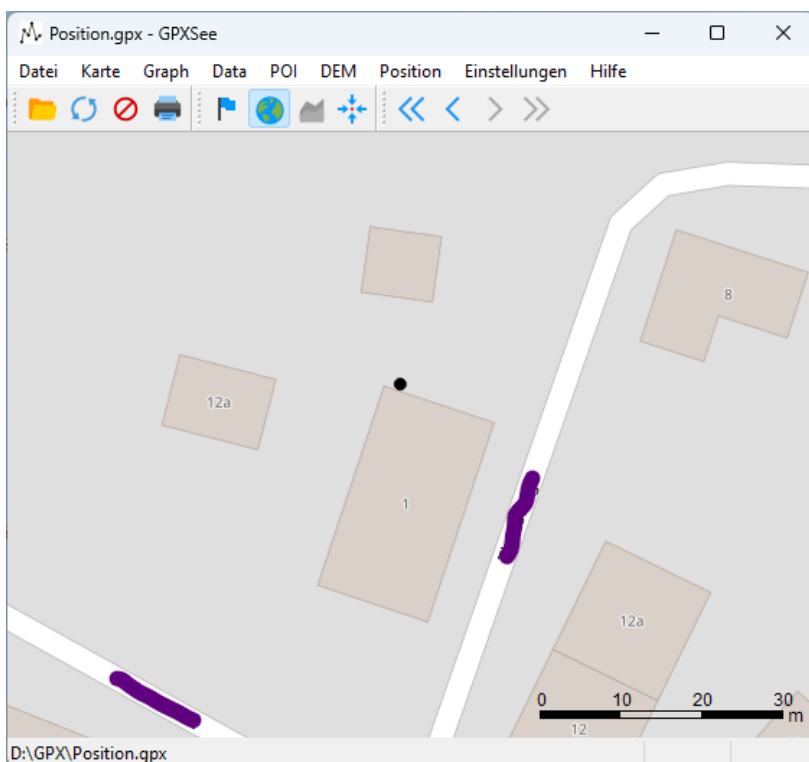 Position.gpx - GPXSee
Datei Karte Graph Data POI DEM Position Einstellungen Hilfe
8
12a
1
12a
0 10 20 30
m
12
D:\GPX\Position.gpx